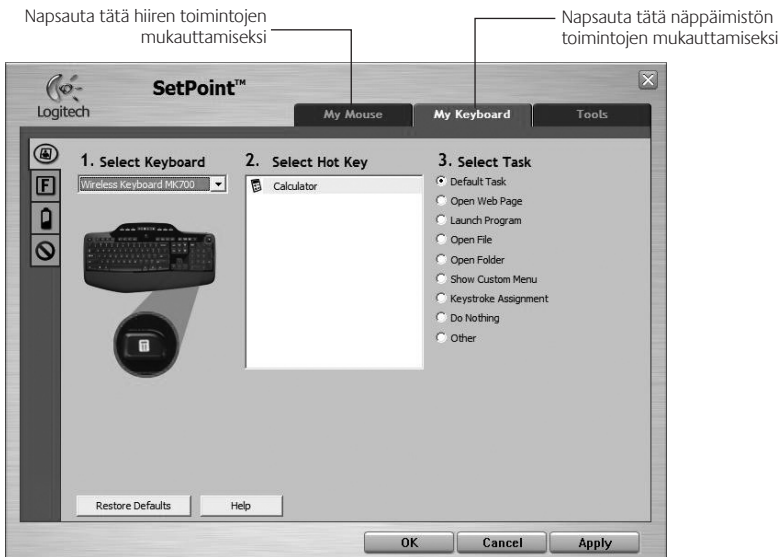 Napsauta tätä hiiren toimintojen
mukauttamiseksi
Napsauta tätä näppäimistön
toimintojen mukauttamiseksi
Logitech
SetPoint™
My Mouse
My Keyboard
Tools
1. Select Keyboard
Wireless Keyboard MK700
2. Select Hot Key
Calculator
3. Select Task
Default Task
Open Web Page
Launch Program
Open File
Open Folder
Show Custom Menu
Keystroke Assignment
Do Nothing
Other
F
Restore Defaults
Help
OK
Cancel
Apply